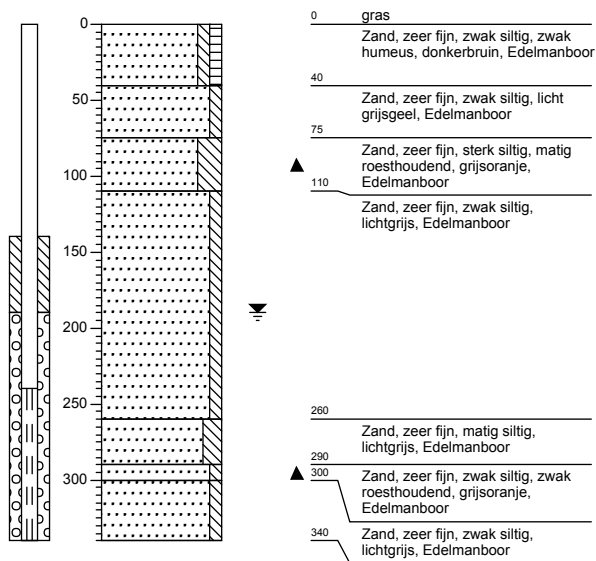 0
50
100
150
200
250
300
0
gras
Zand, zeer fijn, zwak siltig, zwak
humeus, donkerbruin, Edelmanboor
40
Zand, zeer fijn, zwak siltig, licht
grijsgeel, Edelmanboor
75
Zand, zeer fijn, sterk siltig, matig
roesthoudend, grijsoranje,
Edelmanboor
110
Zand, zeer fijn, zwak siltig,
lichtgrijs, Edelmanboor
260
Zand, zeer fijn, matig siltig,
lichtgrijs, Edelmanboor
290
300
Zand, zeer fijn, zwak siltig, zwak
roesthoudend, grijsoranje,
Edelmanboor
340
Zand, zeer fijn, zwak siltig,
lichtgrijs, Edelmanboor